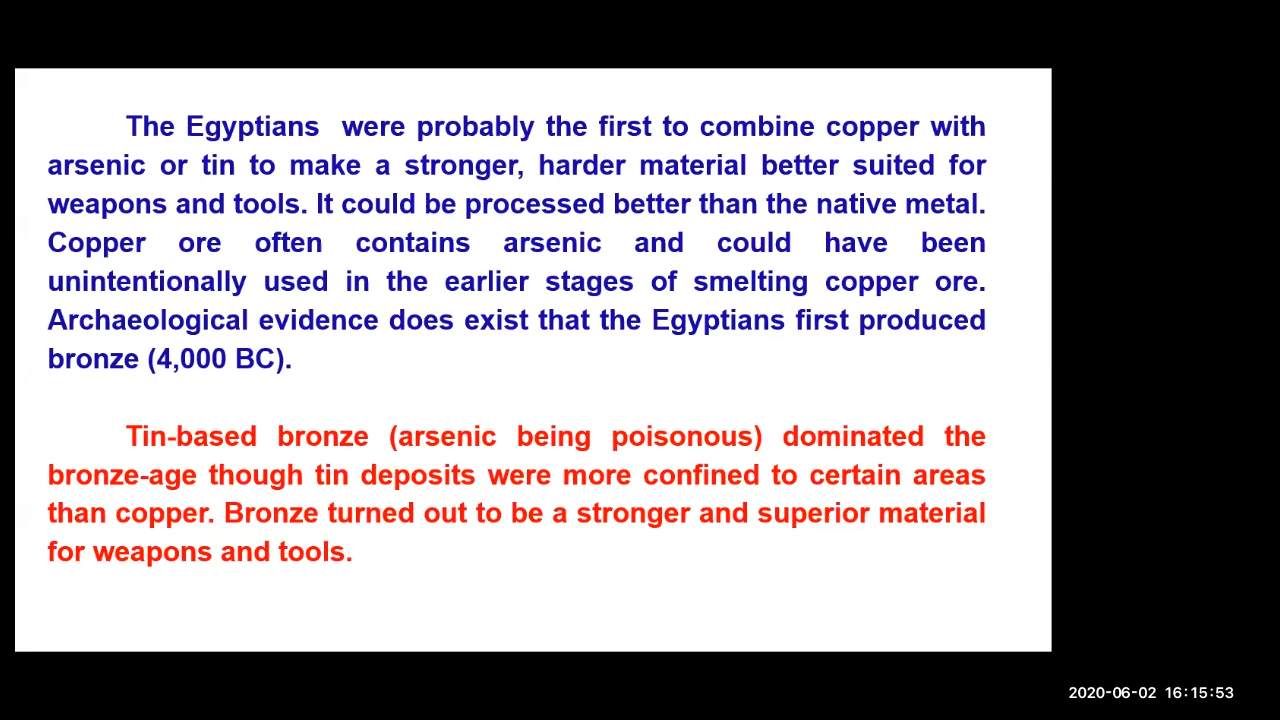 The Egyptians were probably the first to combine copper with
arsenic or tin to make a stronger, harder material better suited for
weapons and tools. It could be processed better than the native metal.
Copper ore often contains arsenic and could have been
unintentionally used in the earlier stages of smelting copper ore.
Archaeological evidence does exist that the Egyptians first produced
bronze (4,000 BC).
Tin-based bronze (arsenic being poisonous) dominated the
bronze-age though tin deposits were more confined to certain areas
than copper. Bronze turned out to be a stronger and superior material
for weapons and tools.
2020-06-02 16:15:53